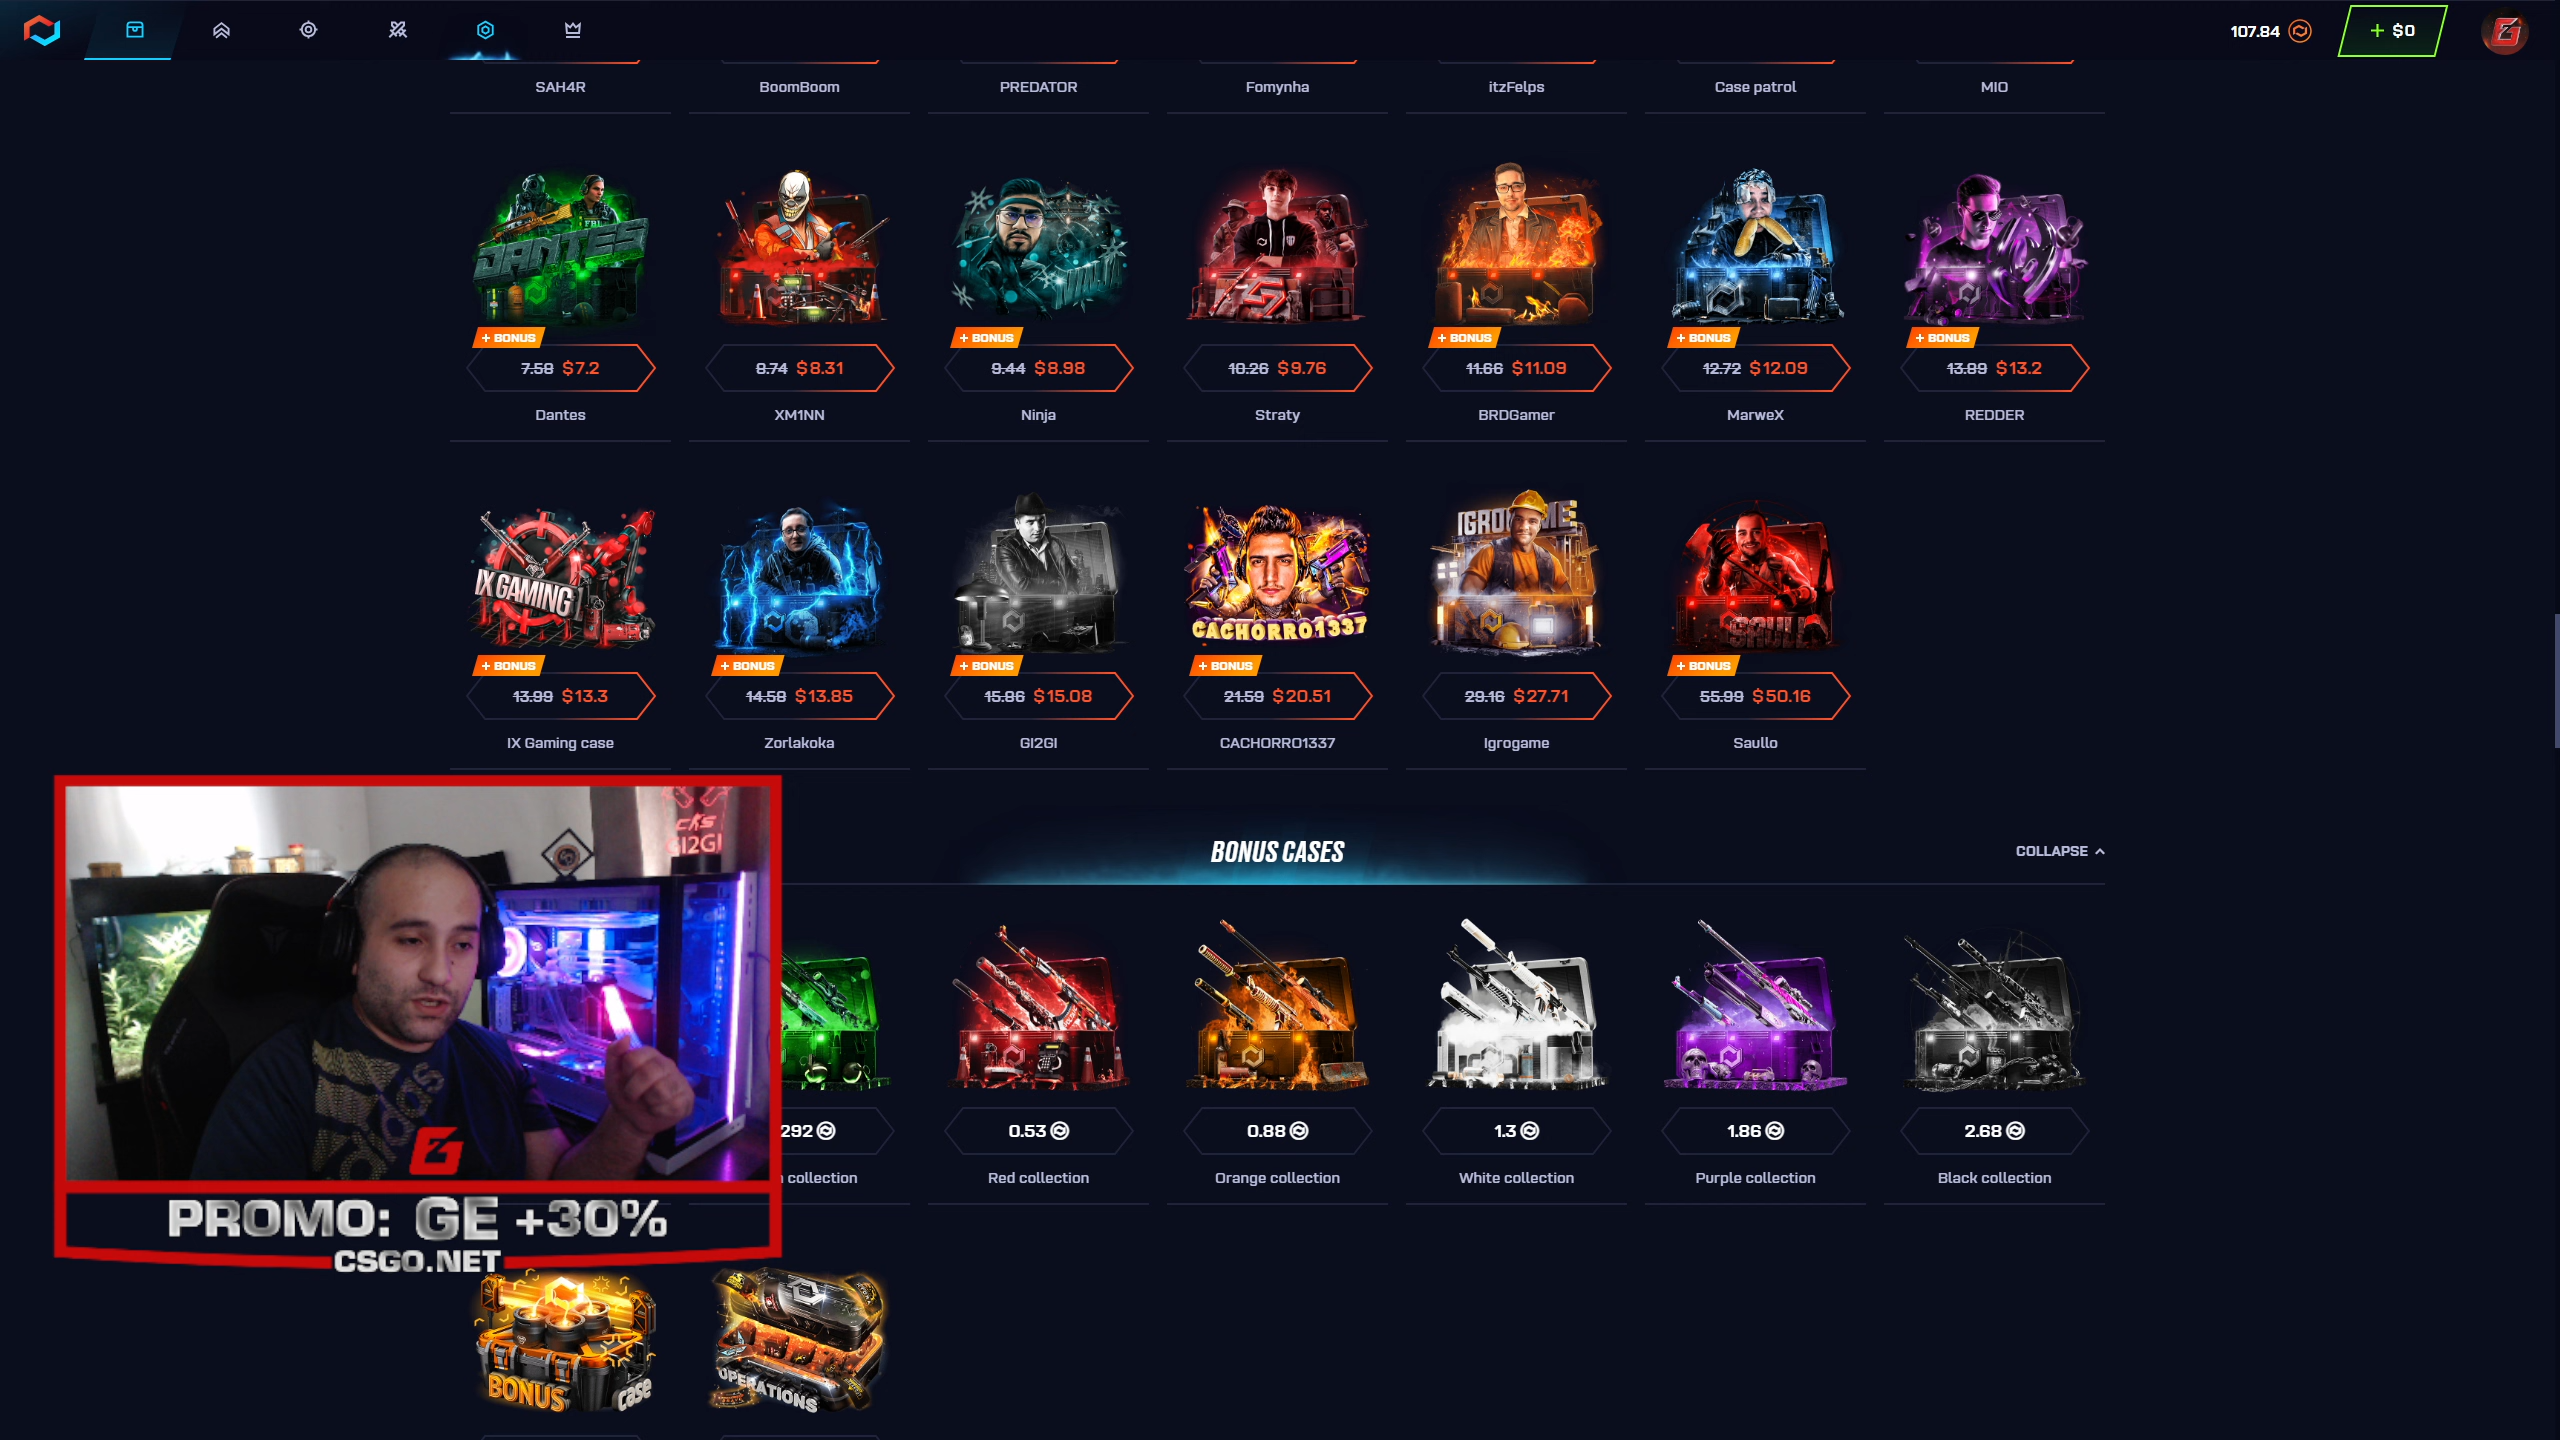 107.84
+ $0
SAH4R
BoomBoom
PREDATOR
Fomynha
itzFelps
Case patrol
MIO
DANTES
FBI
+ BONUS
+ BONUS
+ BONUS
+ BONUS
+ BONUS
7.58 $7.2
8.74 $8.31
9.44 $8.98
10.26 $9.76
11.66 $11.09
12.72 $12.09
13.89 $13.2
Dantes
XM1NN
Ninja
Straty
BRDGamer
MarweX
REDDER
IX GAMING
CACHORRO1337
+ BONUS
+ BONUS
+ BONUS
+ BONUS
+ BONUS
13.99 $13.3
14.58 $13.85
15.86 $15.08
21.59 $20.51
29.16 $27.71
55.99 $50.16
IX Gaming case
Zorlakoka
GI2GI
CACHORRO1337
Igrogame
Saullo
BONUS CASES
COLLAPSE
GI2GI
adidas
292
0.53
0.88
1.3
1.86
2.68
collection
Red collection
Orange collection
White collection
Purple collection
Black collection
PROMO: GE +30%
CSGO.NET
BONUS case
OPERATIONS